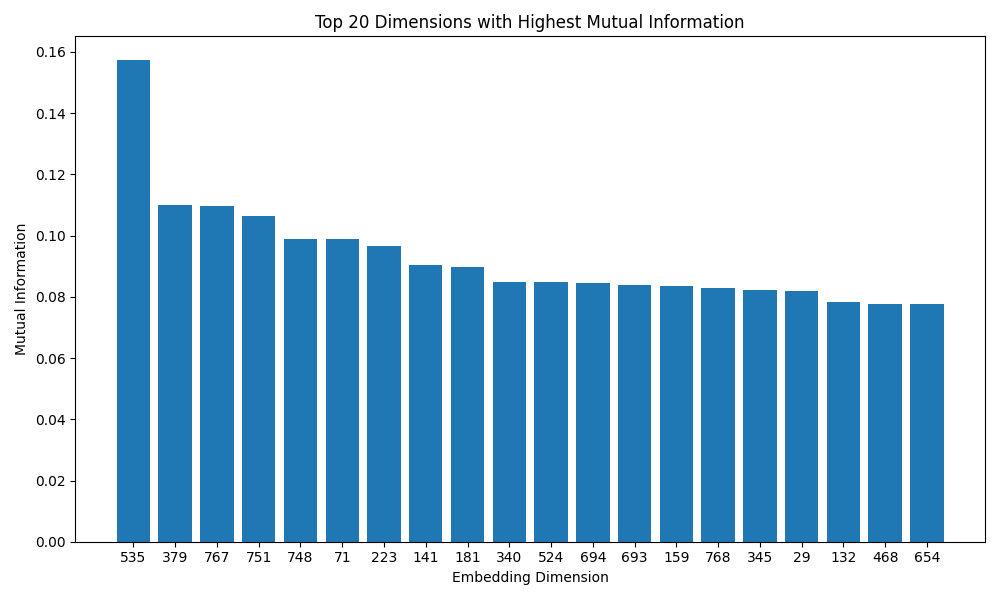 Top 20 Dimensions with Highest Mutual Information
0.16
0.14
0.12
0.10
0.08
0.06
0.04
0.02
0.00
Mutual Information
535 379 767 751 748 71 223 141 181 340 524 694 693 159 768 345 29 132 468 654
Embedding Dimension